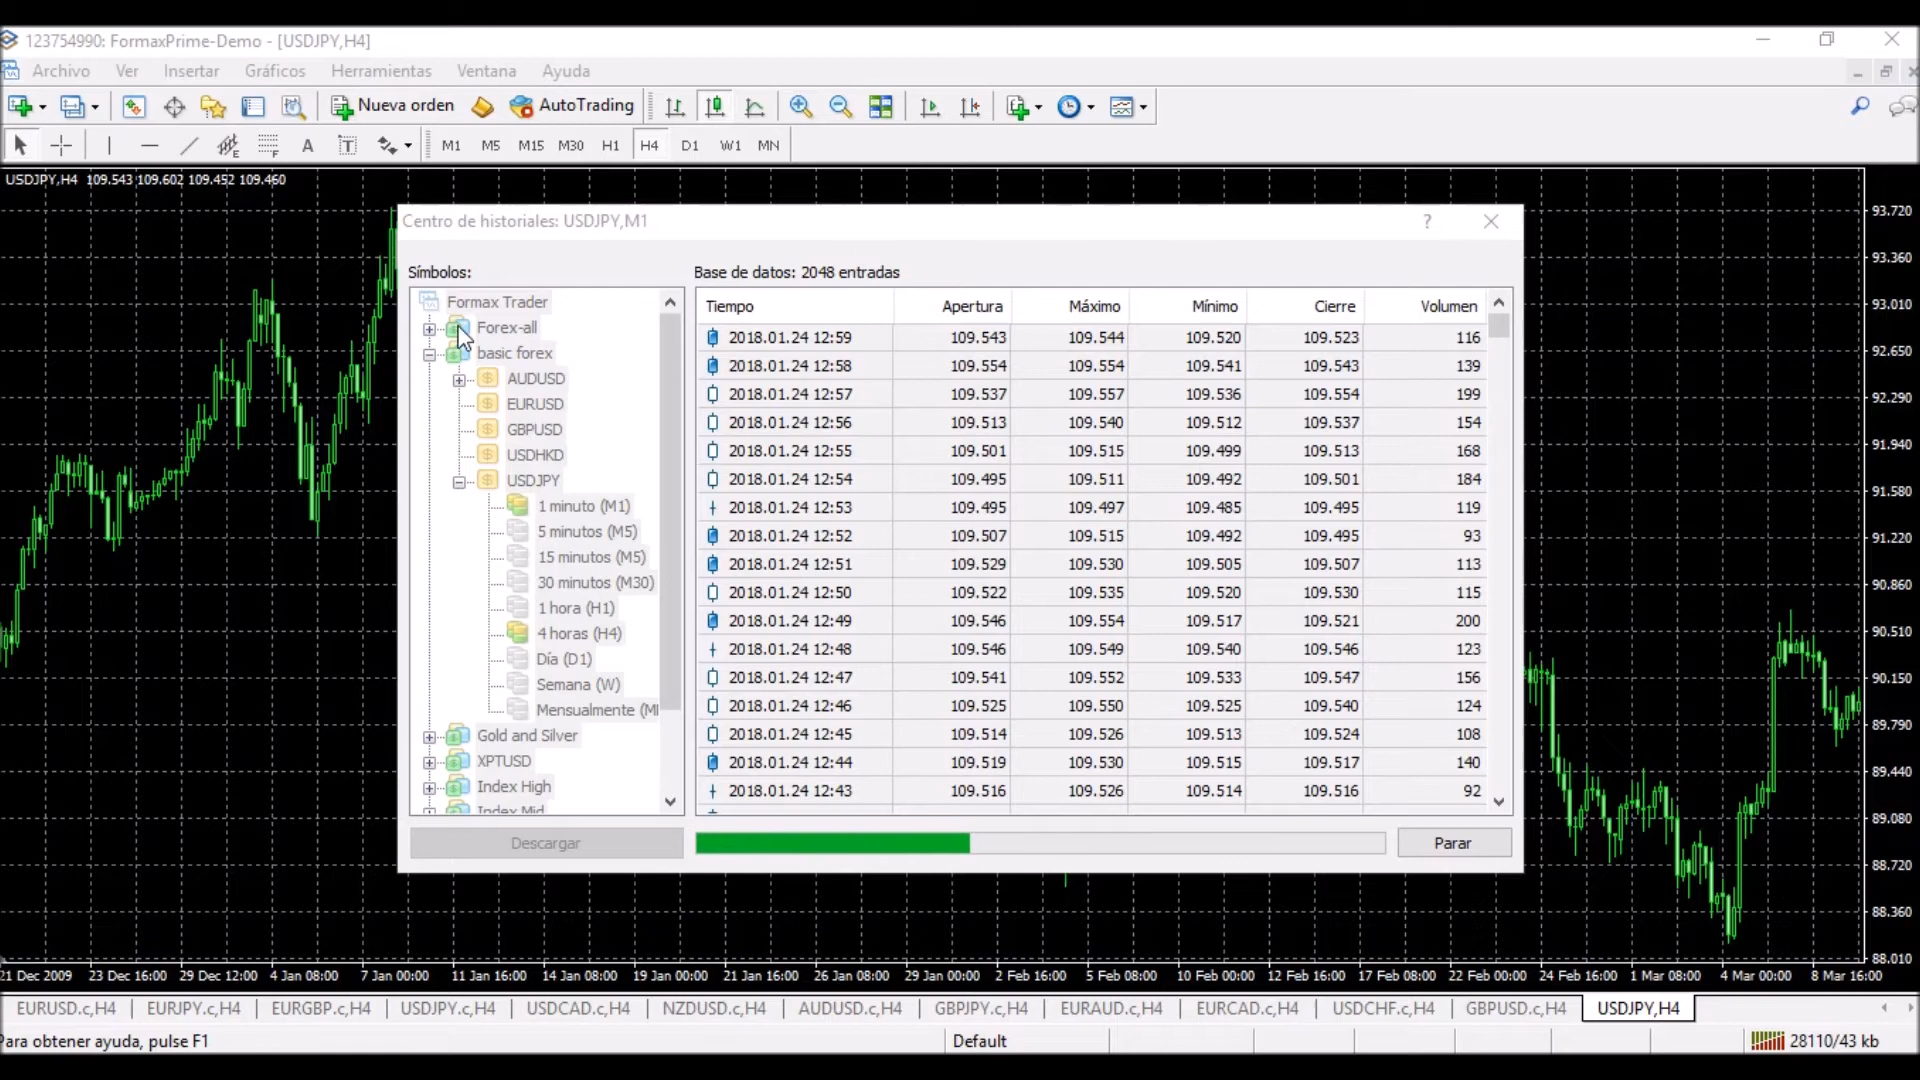 123754990: FormaxPrime-Demo - [USDJPY,H4]
Archivo Ver Insertar Gráficos Herramientas Ventana Ayuda
Nueva orden AutoTrading
A T M1 M5 M15 M30 H1 H4 D1 W1 MN
USDJPY,H4 109.543 109.602 109.452 109.460
Centro de historiales: USDJPY,M1 ?
Símbolos:
Formax Trader
Forex-all
basic forex
AUDUSD
EURUSD
GBPUSD
USDHKD
USDJPY
1 minuto (M1)
5 minutos (M5)
15 minutos (M5)
30 minutos (M30)
1 hora (H1)
4 horas (H4)
Día (D1)
Semana (W)
Mensualmente (M
Gold and Silver
XPTUSD
Index High
Index Mid
Descargar
Base de datos: 2048 entradas
Tiempo Apertura Máximo Mínimo Cierre Volumen
2018.01.24 12:59 109.543 109.544 109.520 109.523 116
2018.01.24 12:58 109.554 109.554 109.541 109.543 139
2018.01.24 12:57 109.537 109.557 109.536 109.554 199
2018.01.24 12:56 109.513 109.540 109.512 109.537 154
2018.01.24 12:55 109.501 109.515 109.499 109.513 168
2018.01.24 12:54 109.495 109.511 109.492 109.501 184
2018.01.24 12:53 109.495 109.497 109.485 109.495 119
2018.01.24 12:52 109.507 109.515 109.492 109.495 93
2018.01.24 12:51 109.529 109.530 109.505 109.507 113
2018.01.24 12:50 109.522 109.535 109.520 109.530 115
2018.01.24 12:49 109.546 109.554 109.517 109.521 200
2018.01.24 12:48 109.546 109.549 109.540 109.546 123
2018.01.24 12:47 109.541 109.552 109.533 109.547 156
2018.01.24 12:46 109.525 109.550 109.525 109.540 124
2018.01.24 12:45 109.514 109.526 109.513 109.524 108
2018.01.24 12:44 109.519 109.530 109.515 109.517 140
2018.01.24 12:43 109.516 109.526 109.514 109.516 92
Parar
93.720
93.360
93.010
92.650
92.290
91.940
91.580
91.220
90.860
90.510
90.150
89.790
89.440
89.080
88.720
88.360
88.010
21 Dec 2009 23 Dec 16:00 29 Dec 12:00 4 Jan 08:00 7 Jan 00:00 11 Jan 16:00 14 Jan 08:00 19 Jan 00:00 21 Jan 16:00 26 Jan 08:00 29 Jan 00:00 2 Feb 16:00 5 Feb 08:00 10 Feb 00:00 12 Feb 16:00 17 Feb 08:00 22 Feb 00:00 24 Feb 16:00 1 Mar 08:00 4 Mar 00:00 8 Mar 16:00
EURUSD.c,H4 EURJPY.c,H4 EURGBP.c,H4 USDJPY.c,H4 USDCAD.c,H4 NZDUSD.c,H4 AUDUSD.c,H4 GBPJPY.c,H4 EURAUD.c,H4 EURCAD.c,H4 USDCHF.c,H4 GBPUSD.c,H4 USDJPY,H4
Para obtener ayuda, pulse F1 Default 28110/43 kb